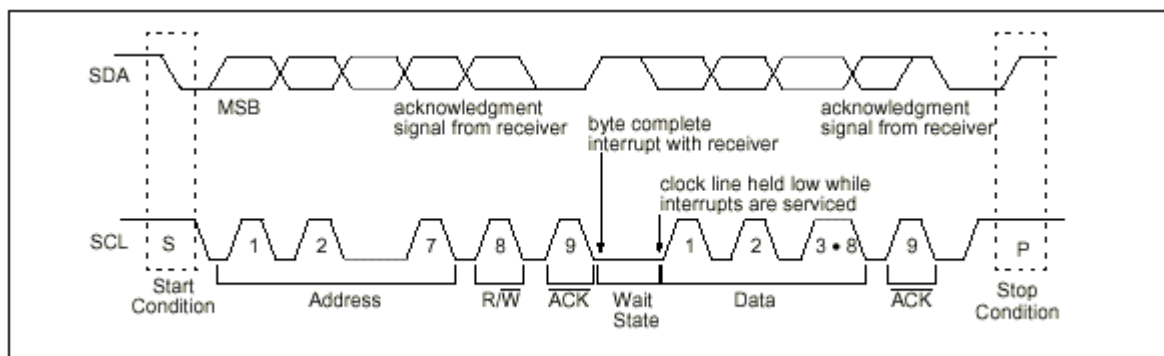 SDA
MSB
acknowledgment
signal from receiver
byte complete
interrupt with receiver
acknowledgment
signal from receiver
clock line held low while
interrupts are serviced
SCL
S
1
2
7
8
9
1
2
3 • 8
9
P
Start
Condition
Address
R/W̅
A̅C̅K̅
Wait
State
Data
A̅C̅K̅
Stop
Condition